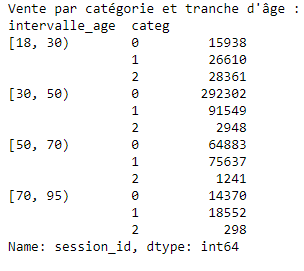 Vente par catégorie et tranche d'âge :
intervalle_age  categ
[18, 30)        0         15938
                1         26610
                2         28361
[30, 50)        0        292302
                1         91549
                2          2948
[50, 70)        0         64883
                1         75637
                2          1241
[70, 95)        0         14370
                1         18552
                2           298
Name: session_id, dtype: int64